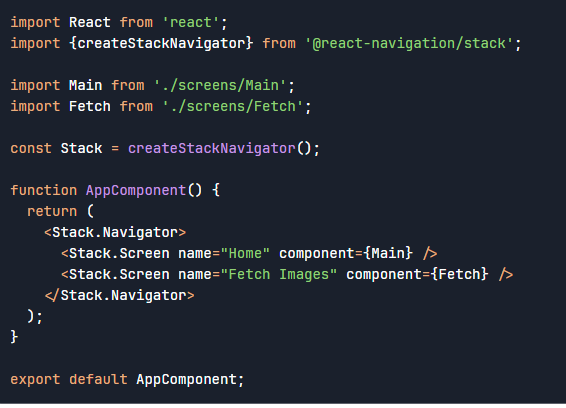 import React from 'react';
import {createStackNavigator} from '@react-navigation/stack';

import Main from './screens/Main';
import Fetch from './screens/Fetch';

const Stack = createStackNavigator();

function AppComponent() {
  return (
    <Stack.Navigator>
      <Stack.Screen name="Home" component={Main} />
      <Stack.Screen name="Fetch Images" component={Fetch} />
    </Stack.Navigator>
  );
}

export default AppComponent;